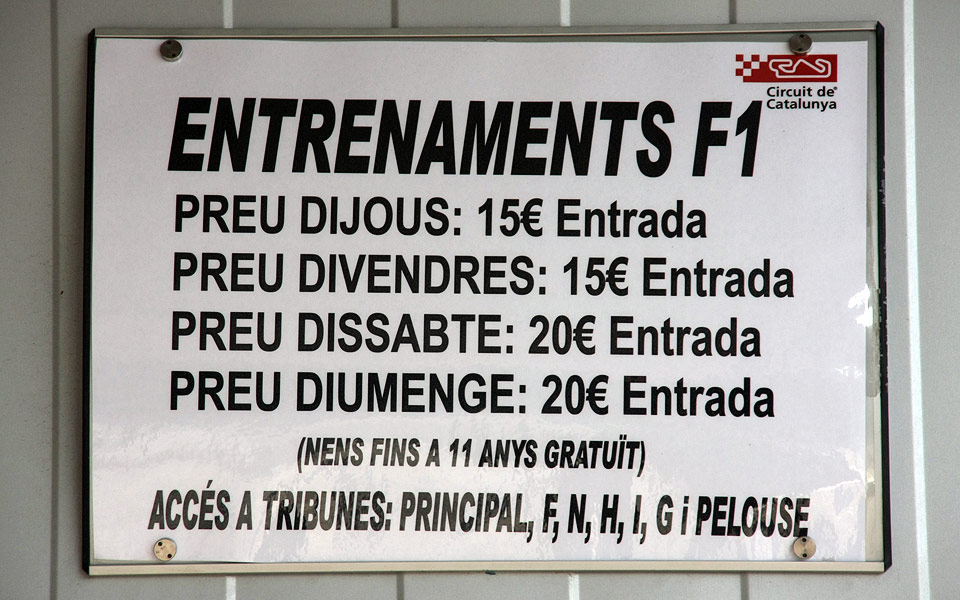 Circuit de®
Catalunya
ENTRENAMENTS F1
PREU DIJOUS: 15€ Entrada
PREU DIVENDRES: 15€ Entrada
PREU DISSABTE: 20€ Entrada
PREU DIUMENGE: 20€ Entrada
(NENS FINS A 11 ANYS GRATUÏT)
ACCÉS A TRIBUNES: PRINCIPAL, F, N, H, I, G i PELOUSE